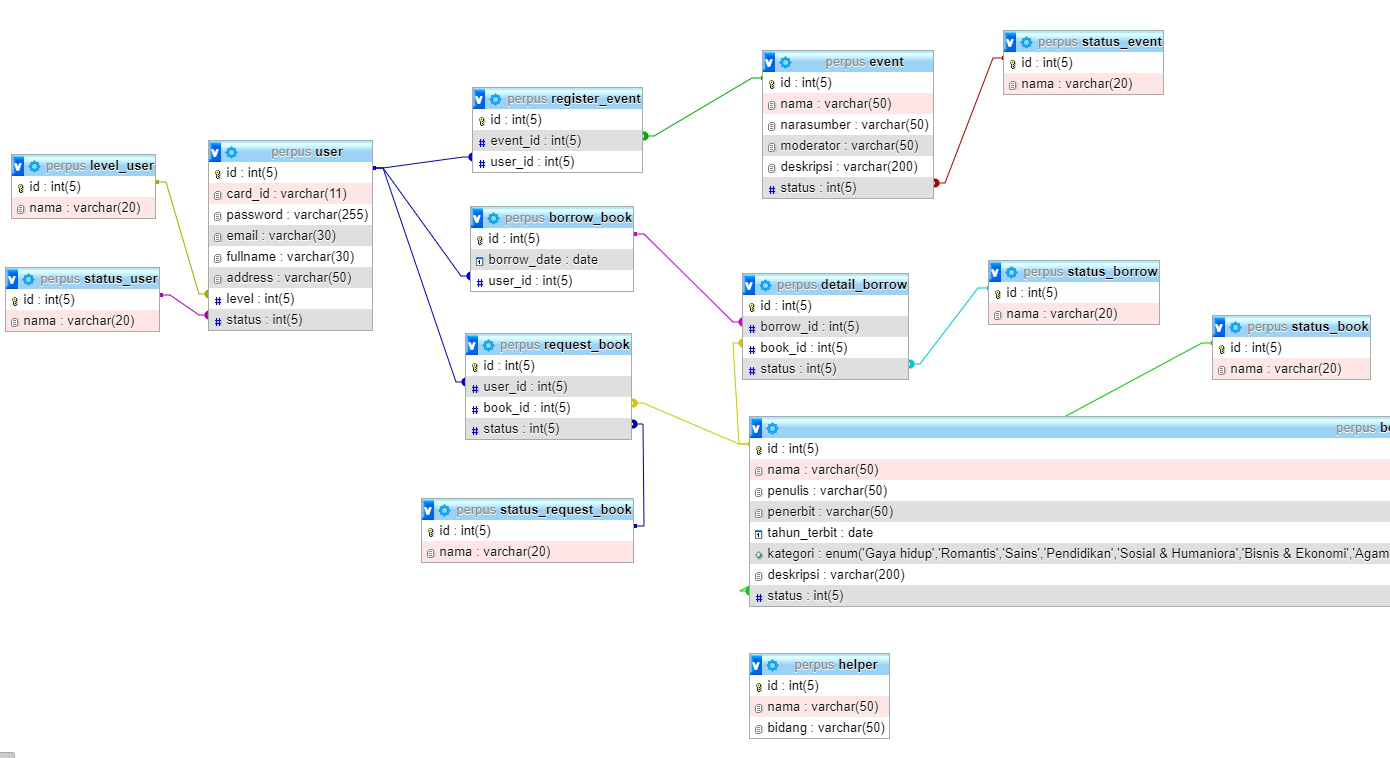 perpus level_user
id : int(5)
nama : varchar(20)
perpus status_user
id : int(5)
nama : varchar(20)
perpus user
id : int(5)
card_id : varchar(11)
password : varchar(255)
email : varchar(30)
fullname : varchar(30)
address : varchar(50)
level : int(5)
status : int(5)
perpus register_event
id : int(5)
event_id : int(5)
user_id : int(5)
perpus borrow_book
id : int(5)
borrow_date : date
user_id : int(5)
perpus request_book
id : int(5)
user_id : int(5)
book_id : int(5)
status : int(5)
perpus status_request_book
id : int(5)
nama : varchar(20)
perpus event
id : int(5)
nama : varchar(50)
narasumber : varchar(50)
moderator : varchar(50)
deskripsi : varchar(200)
status : int(5)
perpus status_event
id : int(5)
nama : varchar(20)
perpus detail_borrow
id : int(5)
borrow_id : int(5)
book_id : int(5)
status : int(5)
perpus status_borrow
id : int(5)
nama : varchar(20)
perpus status_book
id : int(5)
nama : varchar(20)
perpus
id : int(5)
nama : varchar(50)
penulis : varchar(50)
penerbit : varchar(50)
tahun_terbit : date
kategori : enum('Gaya hidup','Romantis','Sains','Pendidikan','Sosial & Humaniora','Bisnis & Ekonomi','Agam
deskripsi : varchar(200)
status : int(5)
perpus helper
id : int(5)
nama : varchar(50)
bidang : varchar(50)